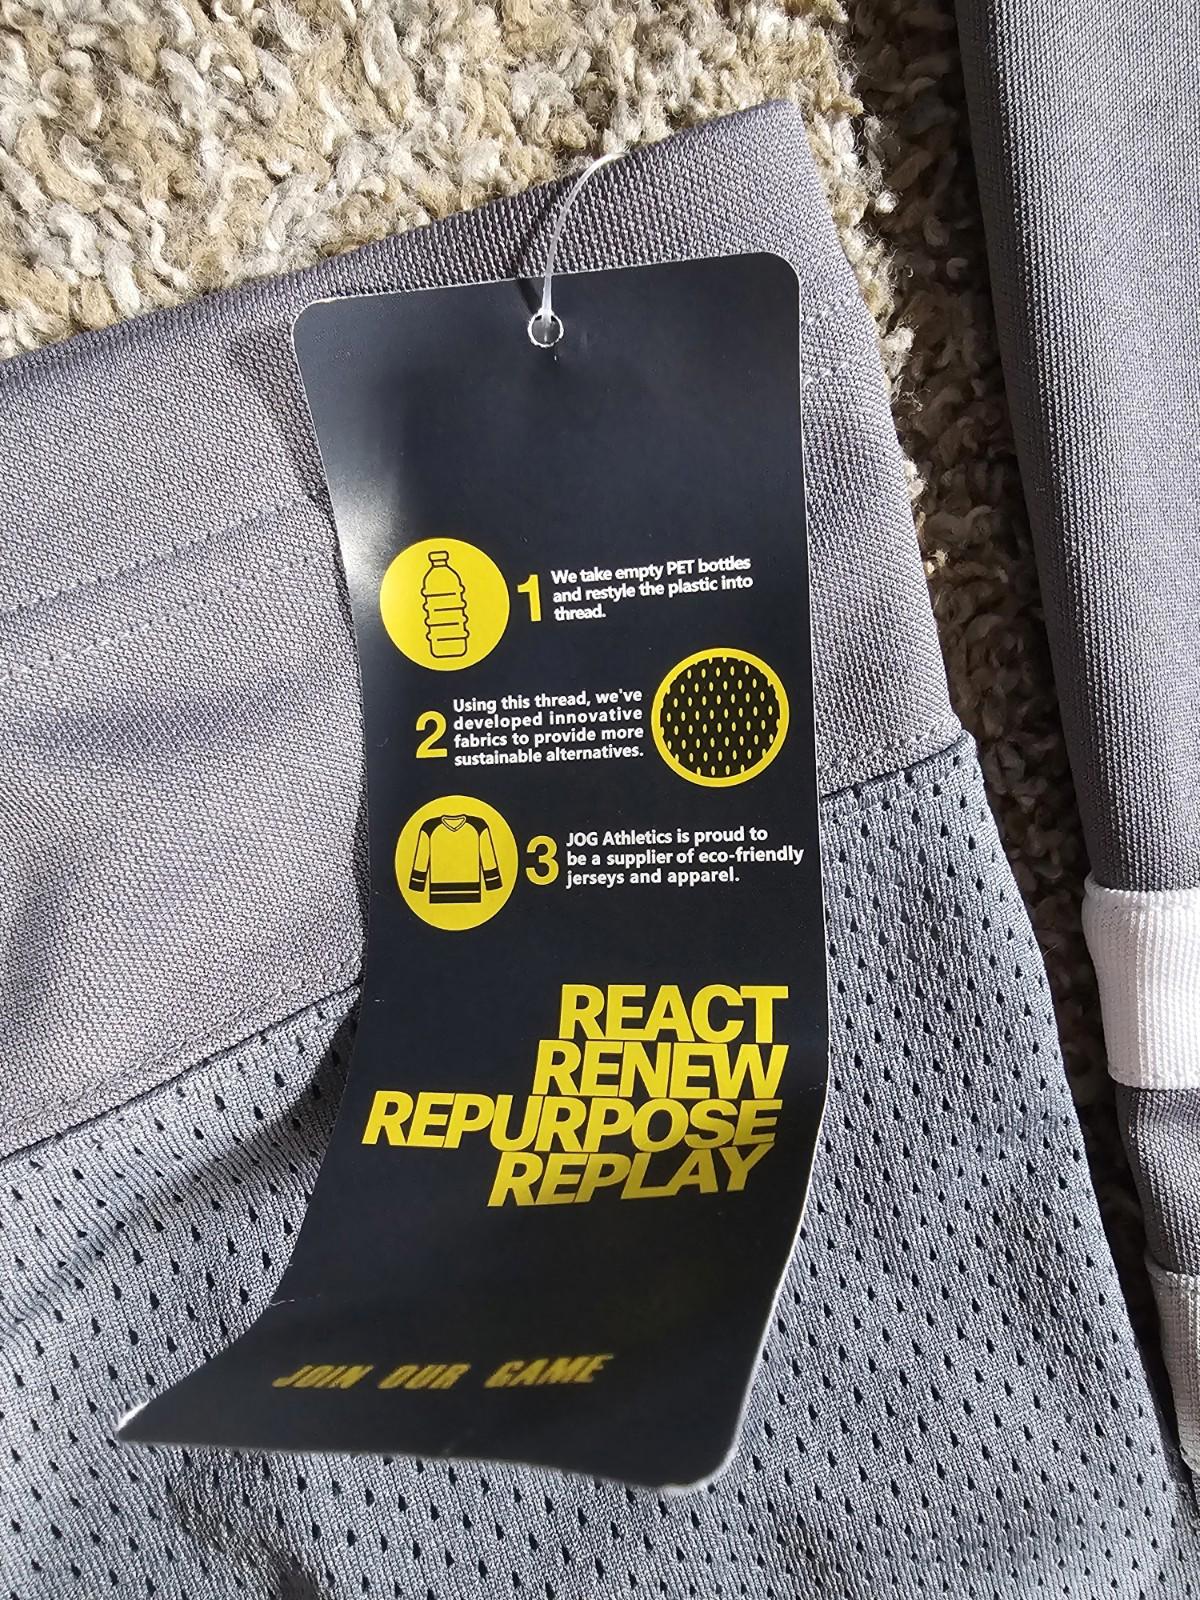 1 We take empty PET bottles
and restyle the plastic into
thread.
2 Using this thread, we've
developed innovative
fabrics to provide more
sustainable alternatives.
3 JOG Athletics is proud to
be a supplier of eco-friendly
jerseys and apparel.
REACT
RENEW
REPURPOSE
REPLAY
JOIN OUR GAME